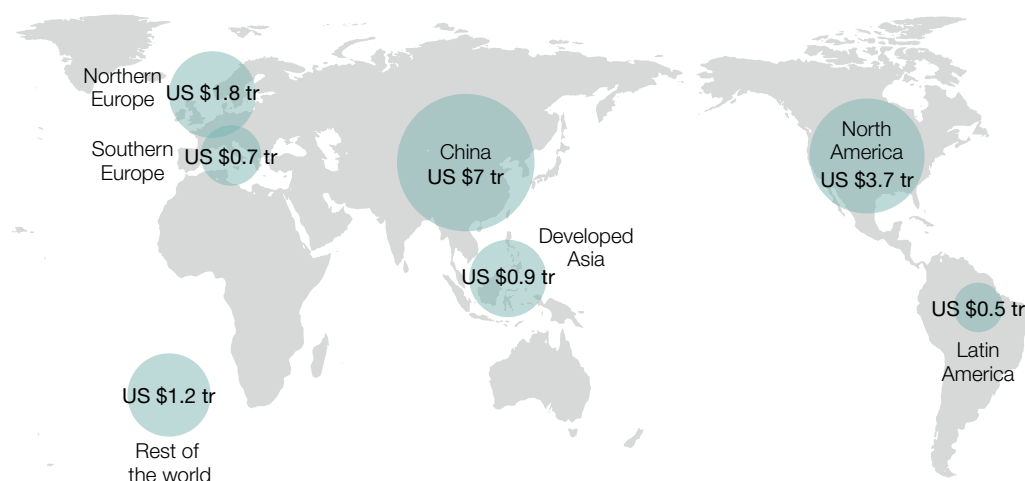 Northern
Europe
US $1.8 tr
Southern
Europe
US $0.7 tr
China
US $7 tr
North
America
US $3.7 tr
Developed
Asia
US $0.9 tr
US $0.5 tr
Latin
America
US $1.2 tr
Rest of
the world